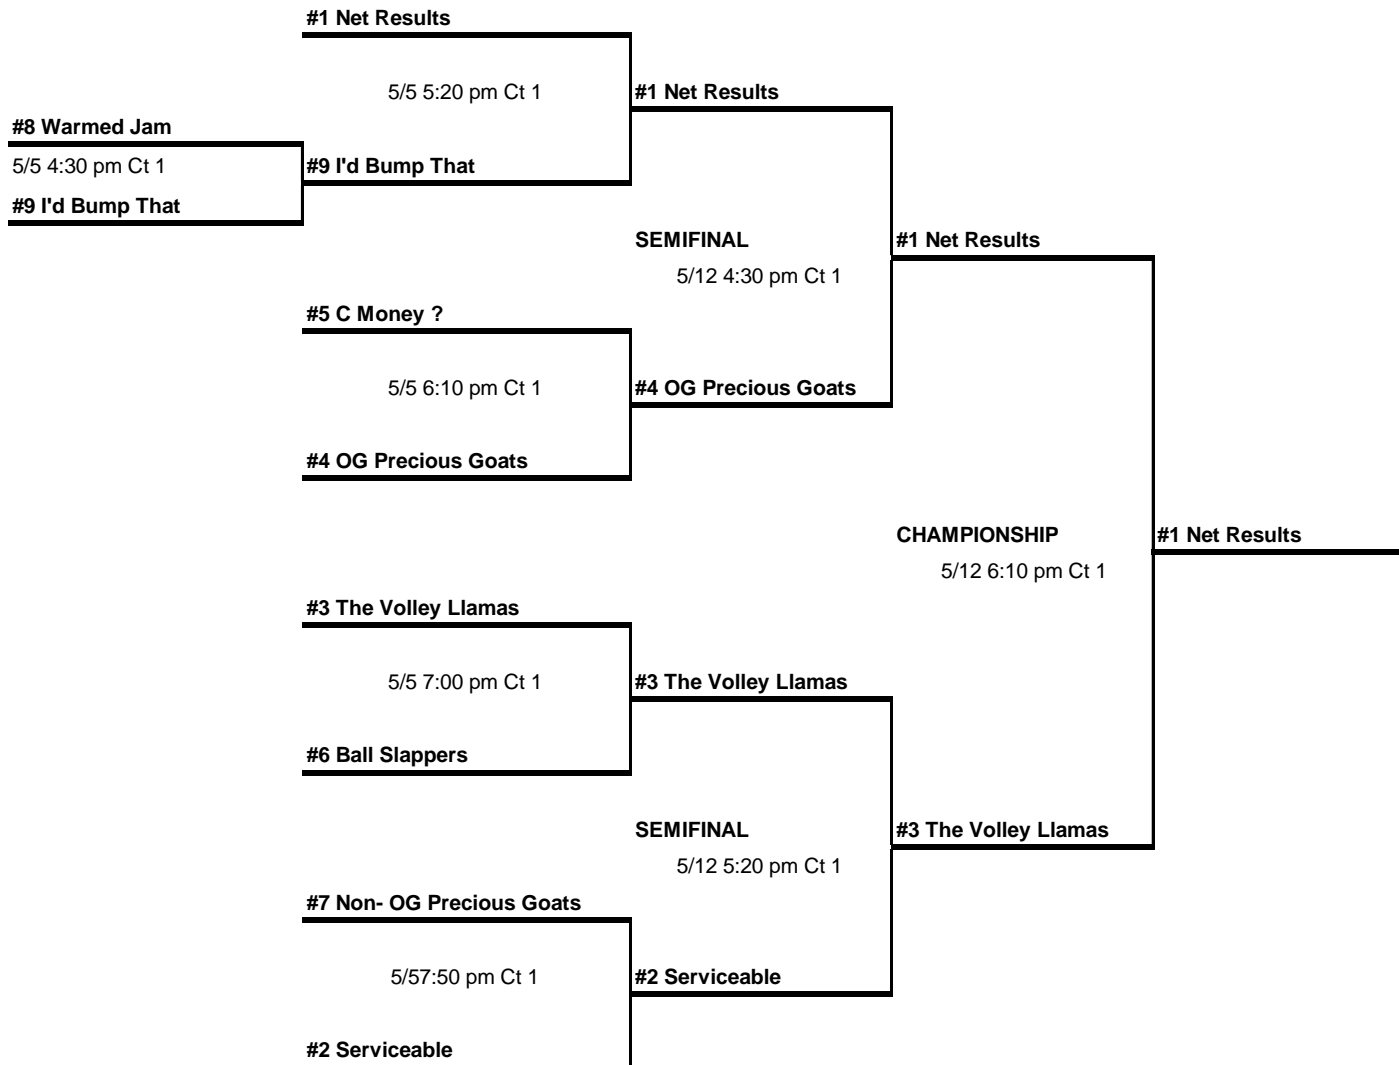 #1 Net Results
5/5 5:20 pm Ct 1
#1 Net Results
#8 Warmed Jam
5/5 4:30 pm Ct 1
#9 I'd Bump That
#9 I'd Bump That
SEMIFINAL
#1 Net Results
5/12 4:30 pm Ct 1
#5 C Money ?
5/5 6:10 pm Ct 1
#4 OG Precious Goats
#4 OG Precious Goats
CHAMPIONSHIP
#1 Net Results
5/12 6:10 pm Ct 1
#3 The Volley Llamas
5/5 7:00 pm Ct 1
#3 The Volley Llamas
#6 Ball Slappers
SEMIFINAL
#3 The Volley Llamas
5/12 5:20 pm Ct 1
#7 Non- OG Precious Goats
5/57:50 pm Ct 1
#2 Serviceable
#2 Serviceable